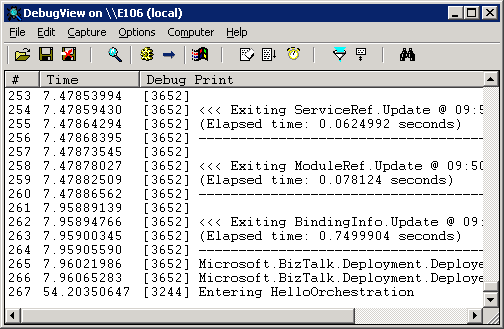 DebugView on \\E106 (local)
File Edit Capture Options Computer Help
# Time Debug Print
253 7.47853994 [3652]
254 7.47859430 [3652] <<< Exiting ServiceRef.Update @ 09:5
255 7.47864294 [3652] (Elapsed time: 0.0624992 seconds)
256 7.47868395 [3652] ------------------------------------
257 7.47873545 [3652]
258 7.47878027 [3652] <<< Exiting ModuleRef.Update @ 09:50
259 7.47882509 [3652] (Elapsed time: 0.078124 seconds)
260 7.47886562 [3652] ------------------------------------
261 7.95889139 [3652]
262 7.95894766 [3652] <<< Exiting BindingInfo.Update @ 09:
263 7.95900345 [3652] (Elapsed time: 0.7499904 seconds)
264 7.95905590 [3652] ------------------------------------
265 7.96021986 [3652] Microsoft.BizTalk.Deployment.Deploye
266 7.96065283 [3652] Microsoft.BizTalk.Deployment.Deploye
267 54.20350647 [3244] Entering HelloOrchestration